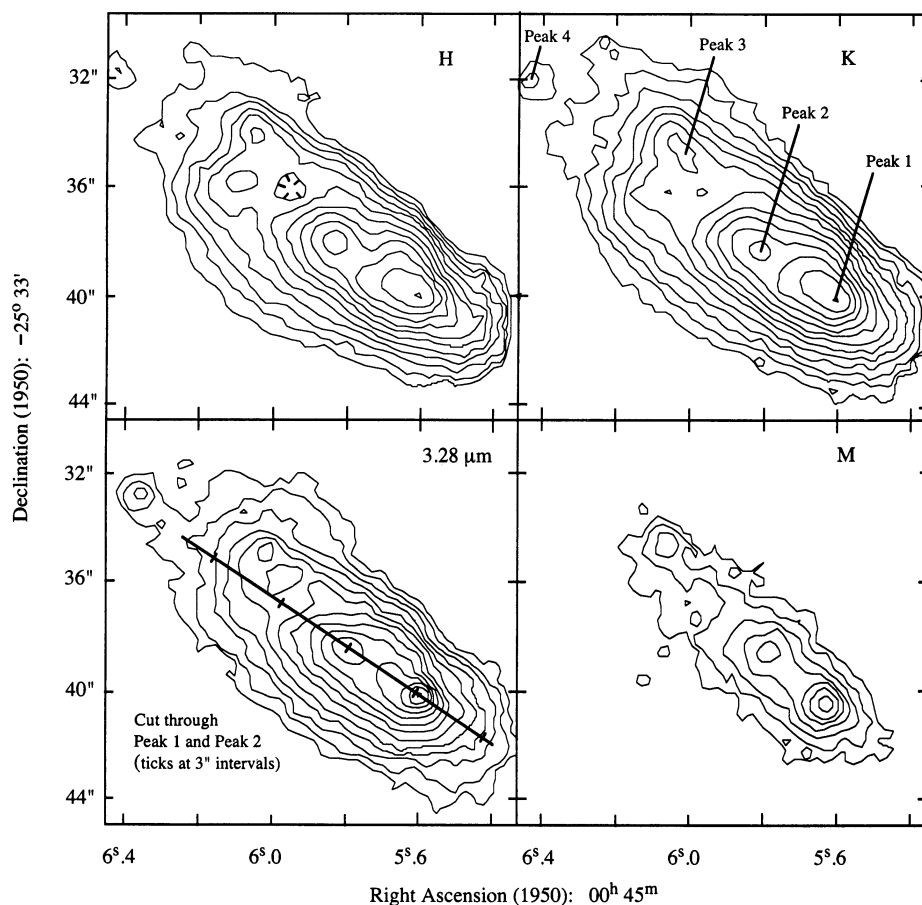 H
K
Peak 4
Peak 3
Peak 2
Peak 1
32"
36"
40"
44"
3.28 μm
M
32"
36"
40"
44"
Cut through
Peak 1 and Peak 2
(ticks at 3" intervals)
6ˢ.4
6ˢ.0
5ˢ.6
6ˢ.4
6ˢ.0
5ˢ.6
Declination (1950): −25° 33'
Right Ascension (1950): 00ʰ 45ᵐ